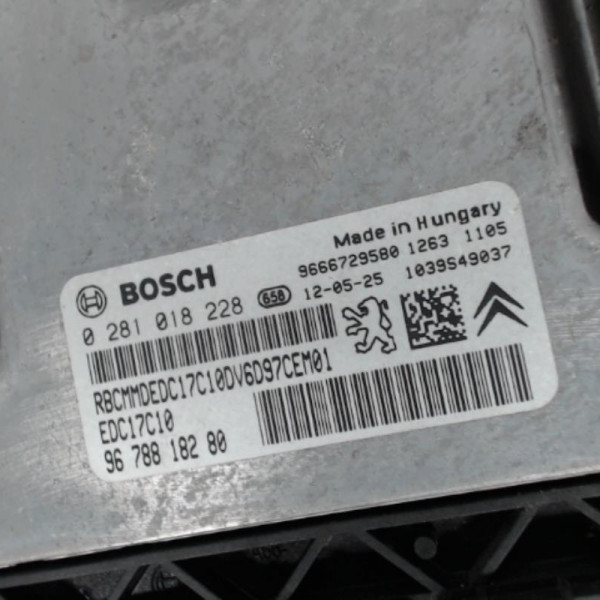 Made in Hungary
BOSCH 9666729580 1263 1105
0 281 018 228 658 12-05-25 1039S49037
RBCMMDEDC17C10DV6D97CEM01
EDC17C10
96 788 182 80